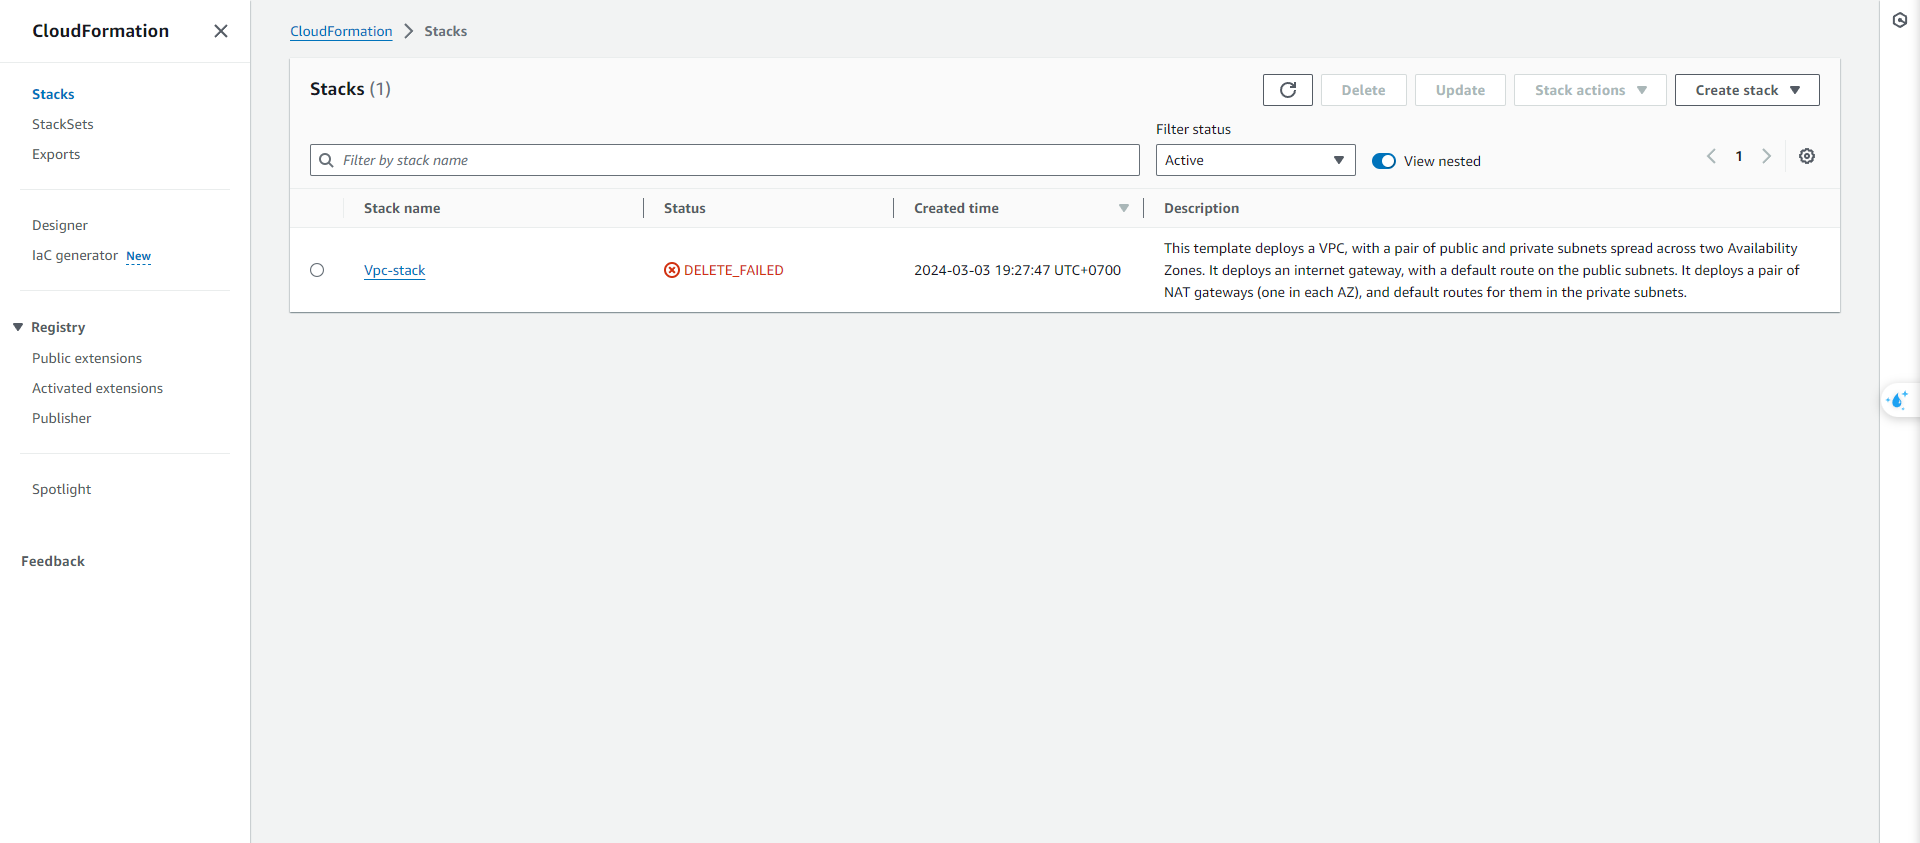 CloudFormation
Stacks
StackSets
Exports
Designer
IaC generator New
Registry
Public extensions
Activated extensions
Publisher
Spotlight
Feedback
CloudFormation Stacks
Stacks (1)
Delete
Update
Stack actions
Create stack
Filter status
Filter by stack name
Active
View nested
1
Stack name
Status
Created time
Description
Vpc-stack
DELETE_FAILED
2024-03-03 19:27:47 UTC+0700
This template deploys a VPC, with a pair of public and private subnets spread across two Availability
Zones. It deploys an internet gateway, with a default route on the public subnets. It deploys a pair of
NAT gateways (one in each AZ), and default routes for them in the private subnets.